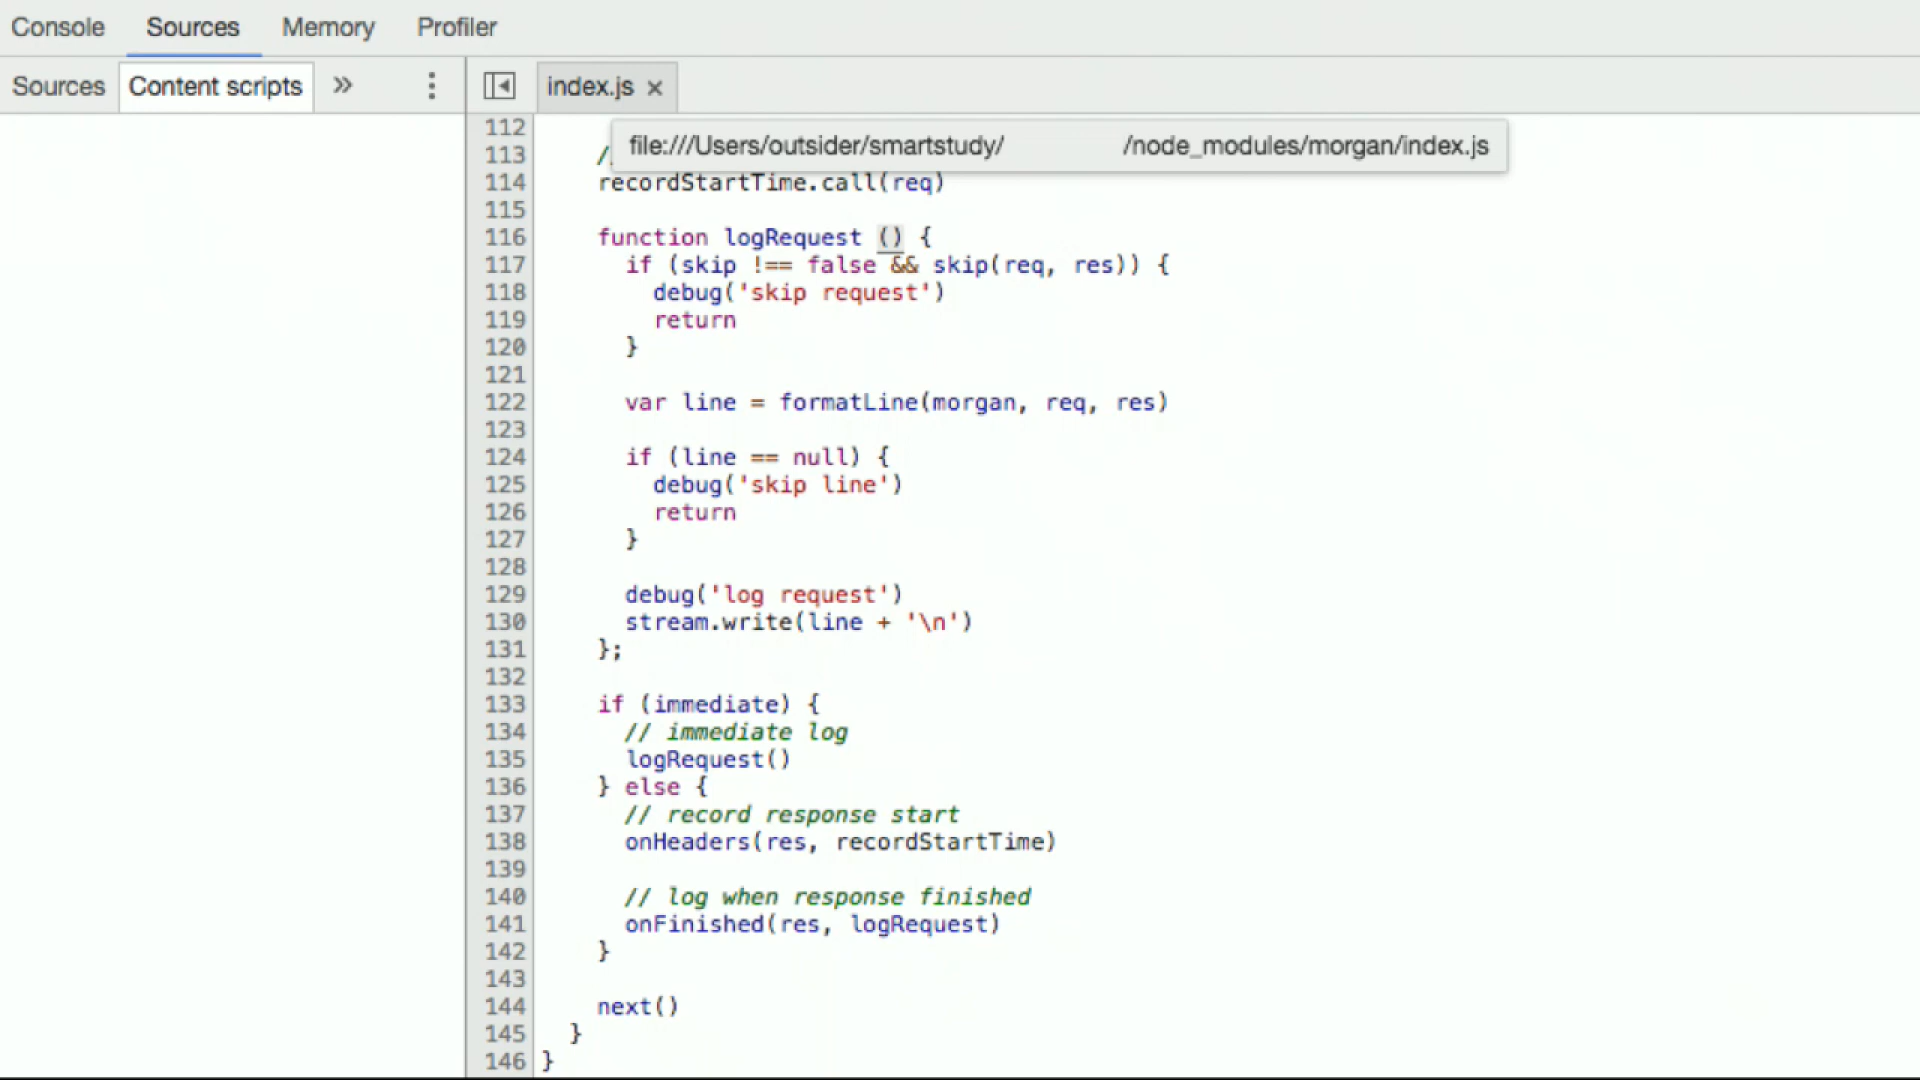 Console Sources Memory Profiler
Sources Content scripts » index.js ×
file:///Users/outsider/smartstudy/ /node_modules/morgan/index.js
112
113 /
114 recordStartTime.call(req)
115
116 function logRequest () {
117 if (skip !== false && skip(req, res)) {
118 debug('skip request')
119 return
120 }
121
122 var line = formatLine(morgan, req, res)
123
124 if (line == null) {
125 debug('skip line')
126 return
127 }
128
129 debug('log request')
130 stream.write(line + '\n')
131 };
132
133 if (immediate) {
134 // immediate log
135 logRequest()
136 } else {
137 // record response start
138 onHeaders(res, recordStartTime)
139
140 // log when response finished
141 onFinished(res, logRequest)
142 }
143
144 next()
145 }
146 }